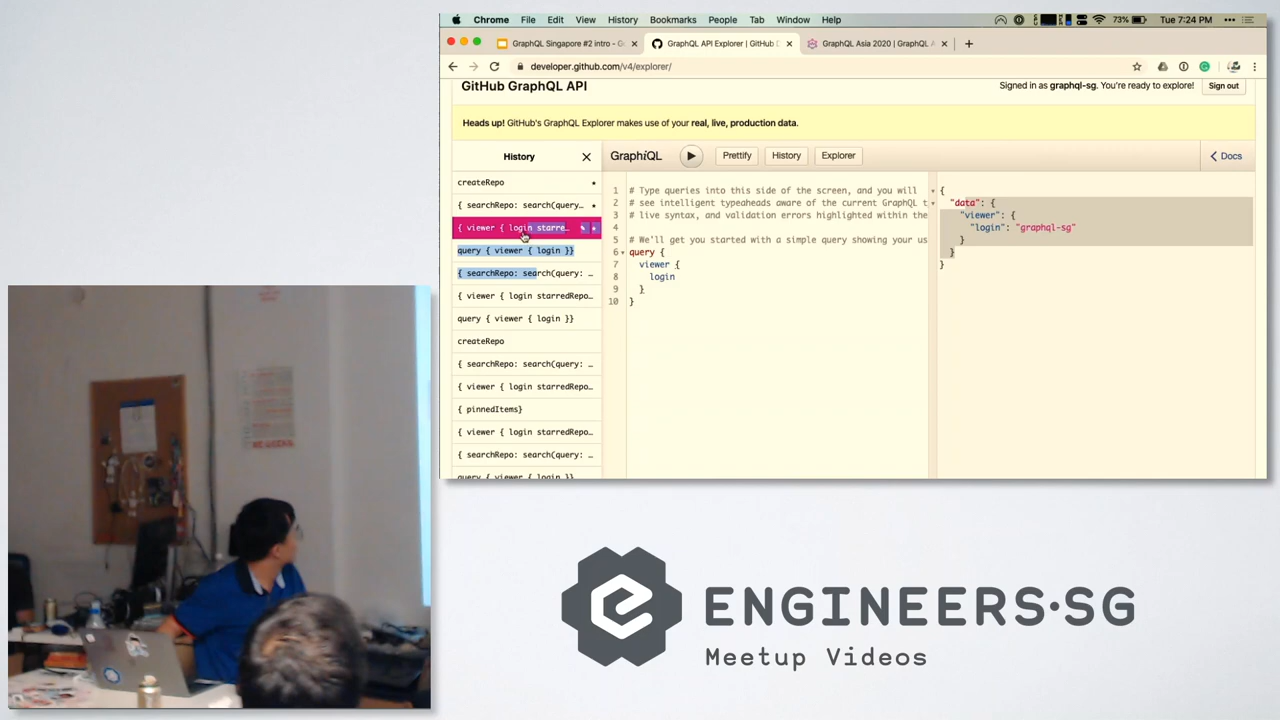 Chrome File Edit View History Bookmarks People Tab Window Help
73% Tue 7:24 PM
GraphQL Singapore #2 intro - G
GraphQL API Explorer | GitHub D
GraphQL Asia 2020 | GraphQL A
developer.github.com/v4/explorer/
GitHub GraphQL API
Signed in as graphql-sg. You're ready to explore!
Sign out
Heads up! GitHub's GraphQL Explorer makes use of your real, live, production data.
History
GraphiQL
Prettify
History
Explorer
Docs
createRepo
{ searchRepo: search(query…
{ viewer { login starre…
query { viewer { login }}
{ searchRepo: search(query: …
{ viewer { login starredRepo…
query { viewer { login }}
createRepo
{ searchRepo: search(query: …
{ viewer { login starredRepo…
{ pinnedItems}
{ viewer { login starredRepo…
{ searchRepo: search(query: …
query { viewer { login }}
1 # Type queries into this side of the screen, and you will
2 # see intelligent typeaheads aware of the current GraphQL t
3 # live syntax, and validation errors highlighted within the
4
5 # We'll get you started with a simple query showing your us
6 query {
7 viewer {
8 login
9 }
10 }
{
"data": {
"viewer": {
"login": "graphql-sg"
}
}
}
ENGINEERS·SG
Meetup Videos